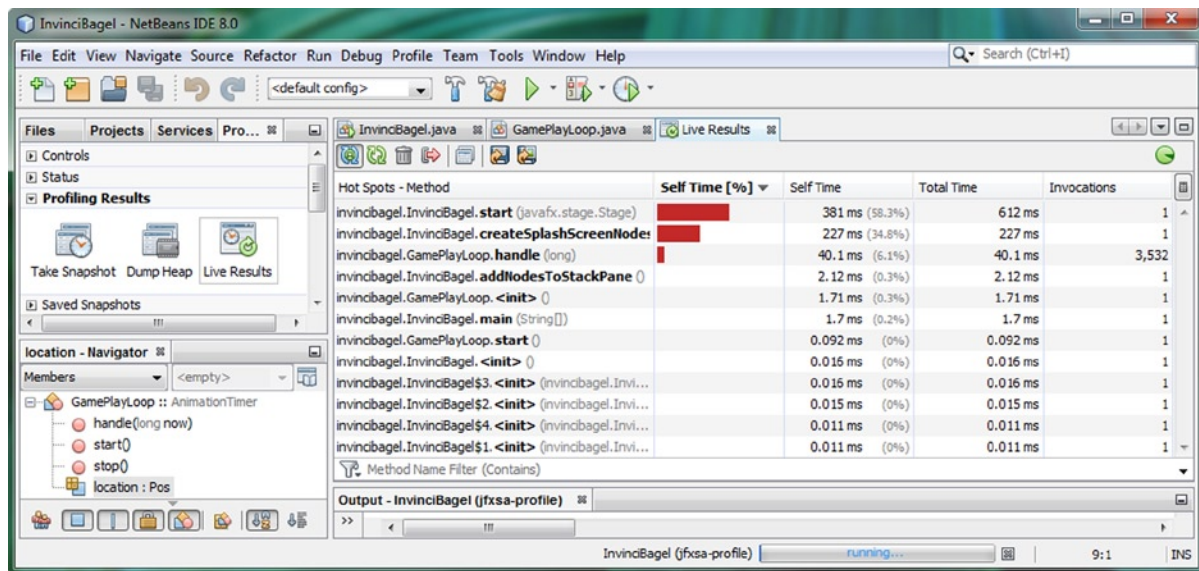 InvinciBagel - NetBeans IDE 8.0
File Edit View Navigate Source Refactor Run Debug Profile Team Tools Window Help
Search (Ctrl+I)
<default config>
Files Projects Services Pro...
Controls
Status
Profiling Results
Take Snapshot Dump Heap Live Results
Saved Snapshots
location - Navigator
Members <empty>
GamePlayLoop :: AnimationTimer
handle(long now)
start()
stop()
location : Pos
InvinciBagel.java GamePlayLoop.java Live Results
Hot Spots - Method Self Time [%] Self Time Total Time Invocations
invincibagel.InvinciBagel.start (javafx.stage.Stage) 381 ms (58.3%) 612 ms 1
invincibagel.InvinciBagel.createSplashScreenNodes 227 ms (34.8%) 227 ms 1
invincibagel.GamePlayLoop.handle (long) 40.1 ms (6.1%) 40.1 ms 3,532
invincibagel.InvinciBagel.addNodesToStackPane () 2.12 ms (0.3%) 2.12 ms 1
invincibagel.GamePlayLoop.<init> () 1.71 ms (0.3%) 1.71 ms 1
invincibagel.InvinciBagel.main (String[]) 1.7 ms (0.2%) 1.7 ms 1
invincibagel.GamePlayLoop.start () 0.092 ms (0%) 0.092 ms 1
invincibagel.InvinciBagel.<init> () 0.016 ms (0%) 0.016 ms 1
invincibagel.InvinciBagel$3.<init> (invincibagel.Invi... 0.016 ms (0%) 0.016 ms 1
invincibagel.InvinciBagel$2.<init> (invincibagel.Invi... 0.015 ms (0%) 0.015 ms 1
invincibagel.InvinciBagel$4.<init> (invincibagel.Invi... 0.011 ms (0%) 0.011 ms 1
invincibagel.InvinciBagel$1.<init> (invincibagel.Invi... 0.011 ms (0%) 0.011 ms 1
Method Name Filter (Contains)
Output - InvinciBagel (jfxsa-profile)
InvinciBagel (jfxsa-profile) running... 9:1 INS